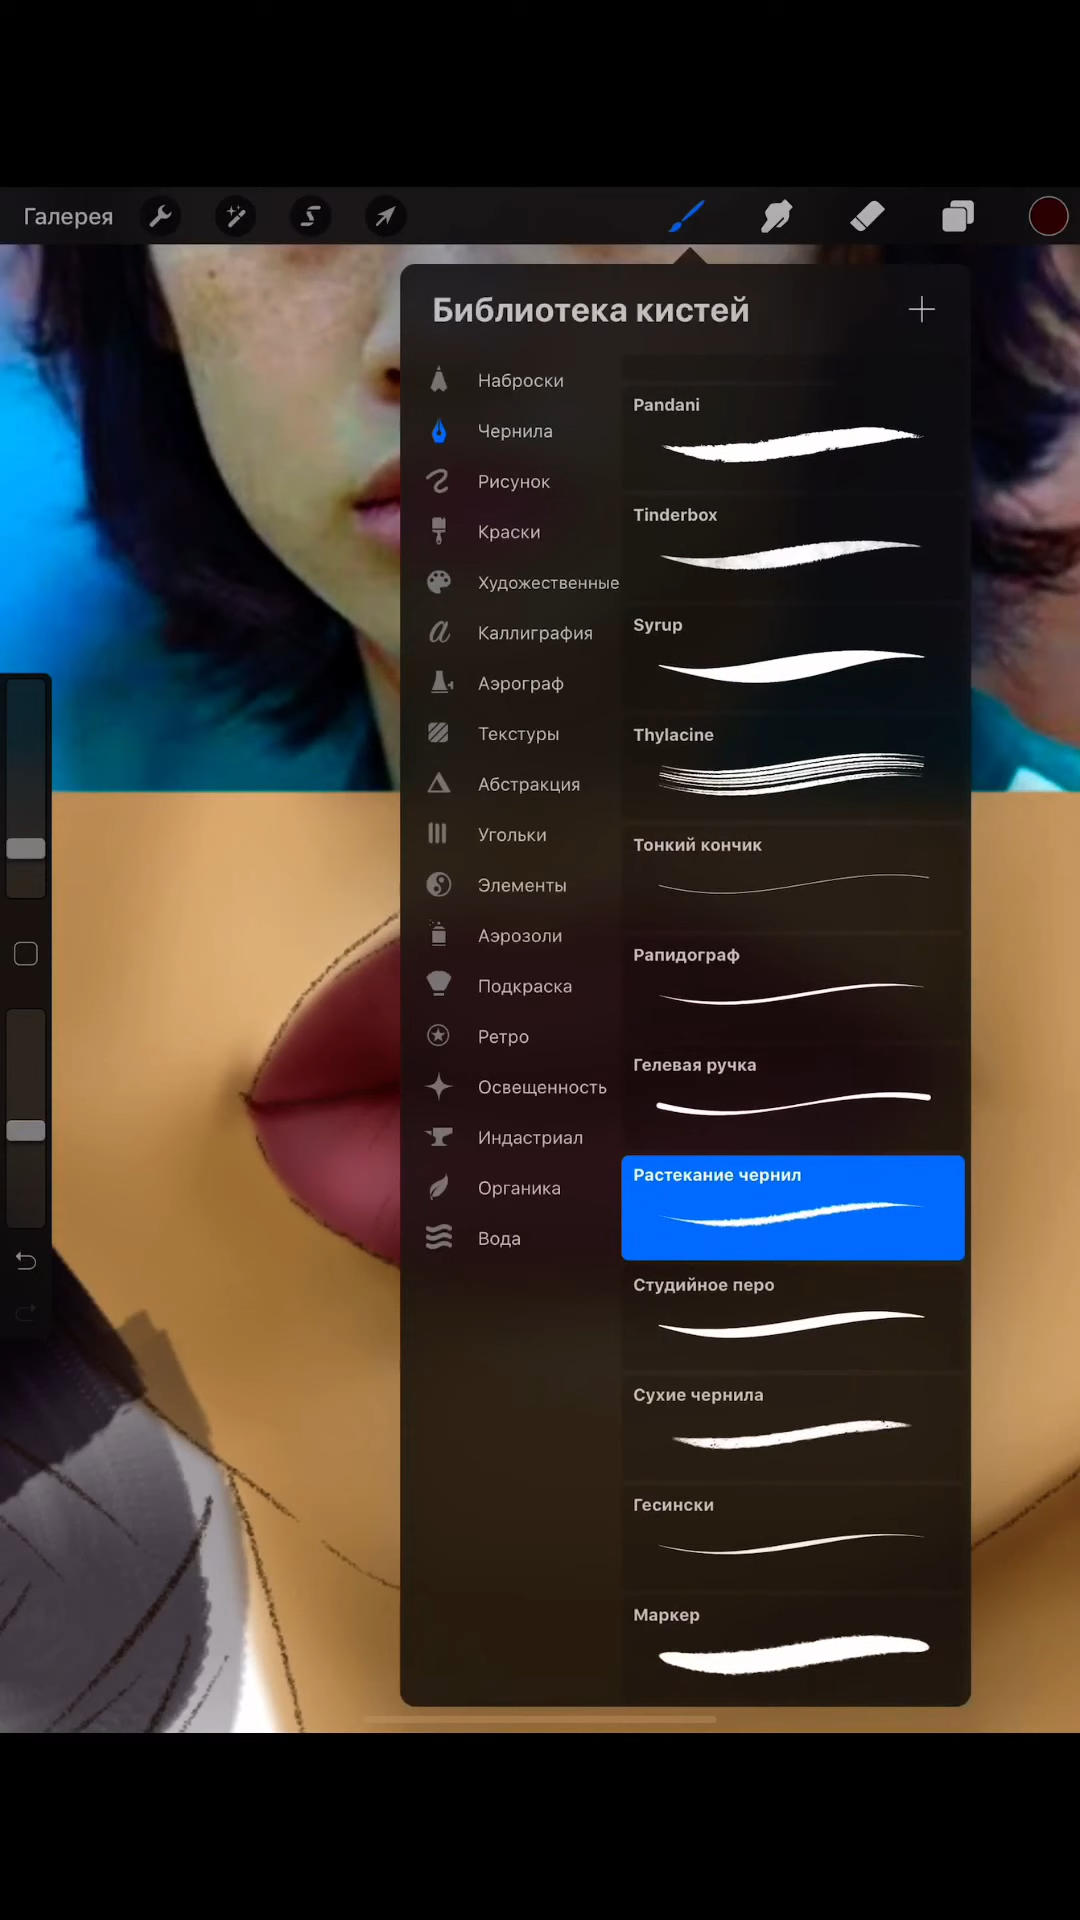 Галерея
Библиотека кистей
Наброски
Чернила
Рисунок
Краски
Художественные
Каллиграфия
Аэрограф
Текстуры
Абстракция
Угольки
Элементы
Аэрозоли
Подкраска
Ретро
Освещенность
Индастриал
Органика
Вода
Pandani
Tinderbox
Syrup
Thylacine
Тонкий кончик
Рапидограф
Гелевая ручка
Растекание чернил
Студийное перо
Сухие чернила
Гесински
Маркер